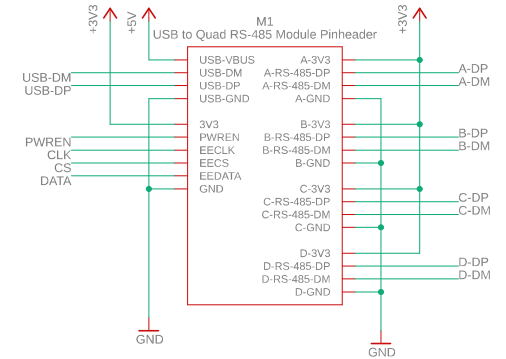 +3V3
+5V
+3V3
M1
USB to Quad RS-485 Module Pinheader
USB-VBUS
A-3V3
USB-DM
USB-DM
A-RS-485-DP
A-DP
USB-DP
USB-DP
A-RS-485-DM
A-DM
USB-GND
A-GND
3V3
B-3V3
PWREN
PWREN
B-RS-485-DP
B-DP
CLK
EECLK
B-RS-485-DM
B-DM
CS
EECS
B-GND
DATA
EEDATA
GND
C-3V3
C-RS-485-DP
C-DP
C-RS-485-DM
C-DM
C-GND
D-3V3
D-RS-485-DP
D-DP
D-RS-485-DM
D-DM
D-GND
GND
GND